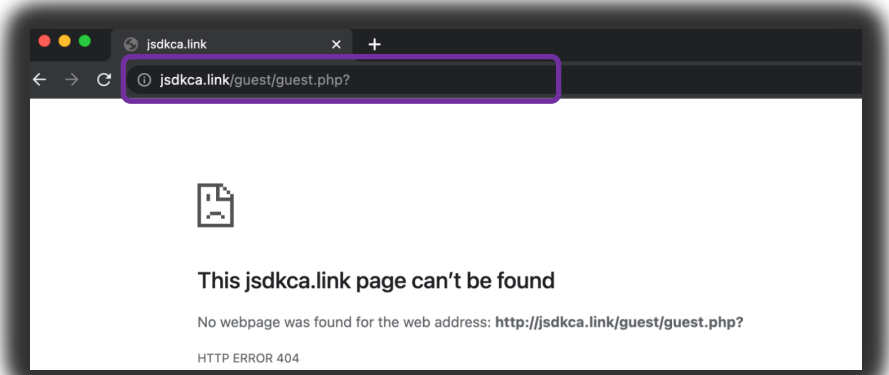 jsdkca.link
jsdkca.link/guest/guest.php?
This jsdkca.link page can’t be found
No webpage was found for the web address: http://jsdkca.link/guest/guest.php?
HTTP ERROR 404